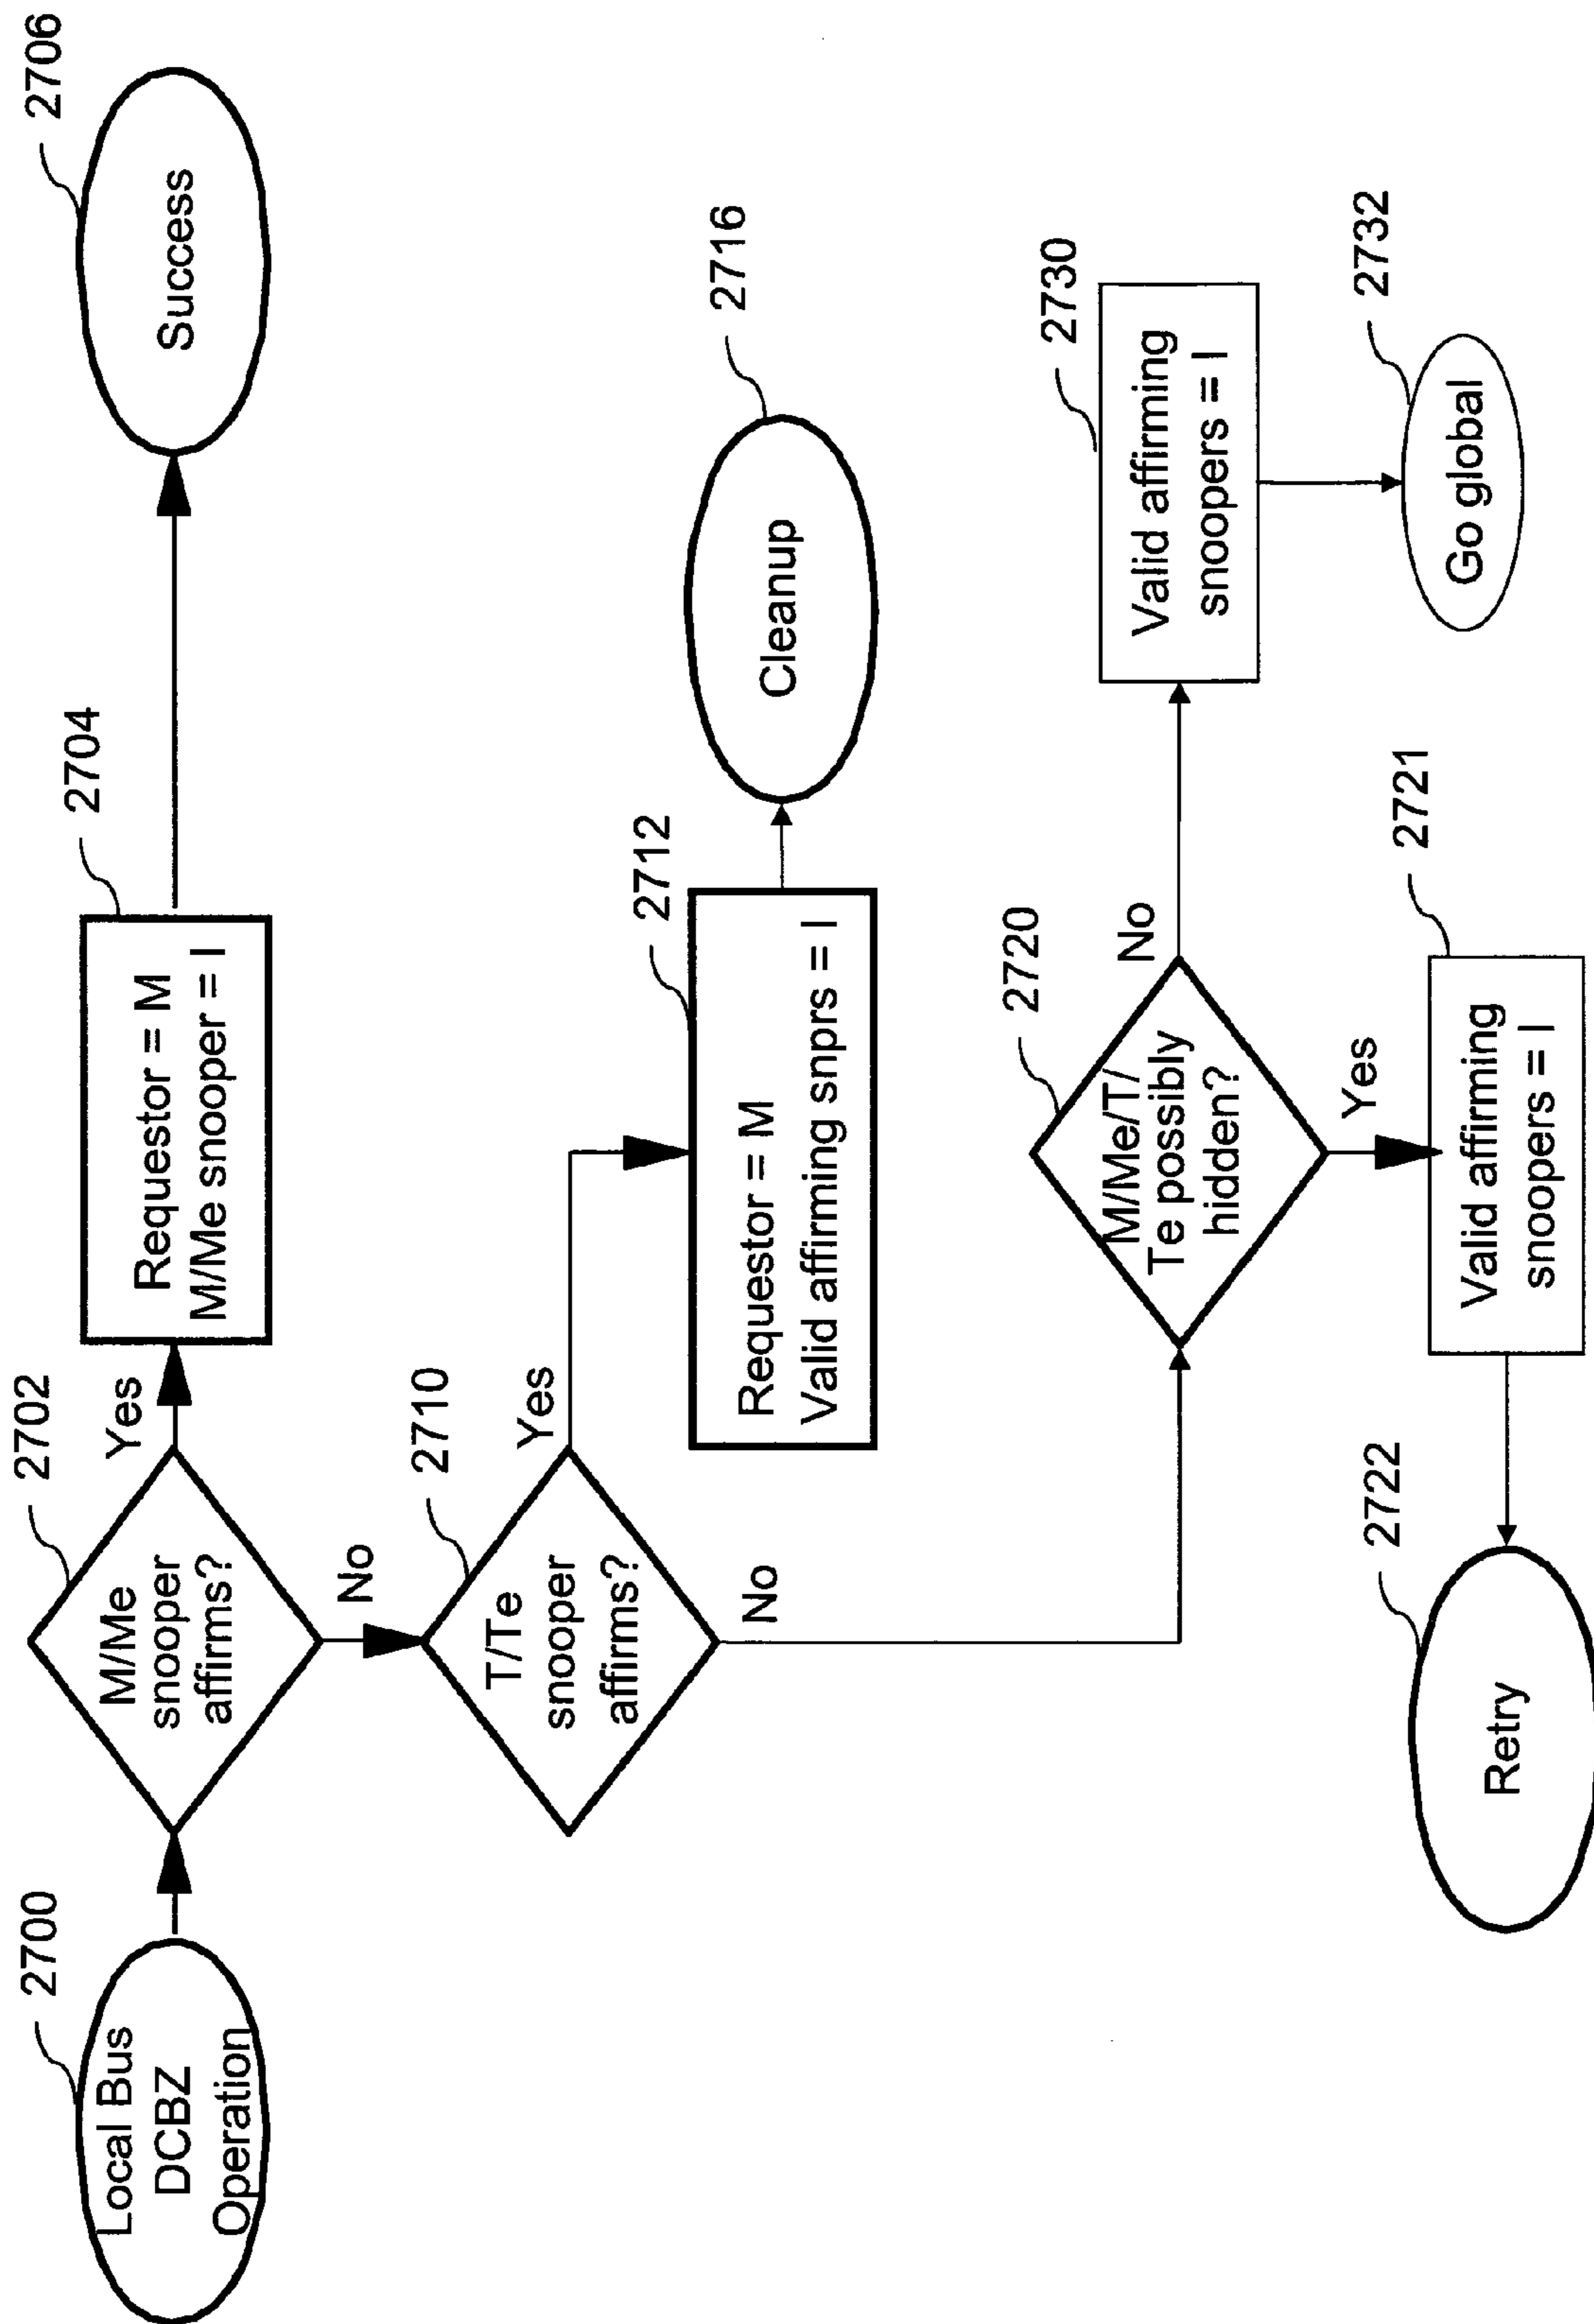 2700
Local Bus
DCBZ
Operation
2702
M/Me
snooper
affirms?
Yes
2704
Requestor = M
M/Me snooper = I
2706
Success
No
2710
T/Te
snooper
affirms?
Yes
2712
Requestor = M
Valid affirming snprs = I
2716
Cleanup
No
2720
M/Me/T/
Te possibly
hidden?
No
2730
Valid affirming
snoopers = I
2732
Go global
Yes
2721
Valid affirming
snoopers = I
2722
Retry